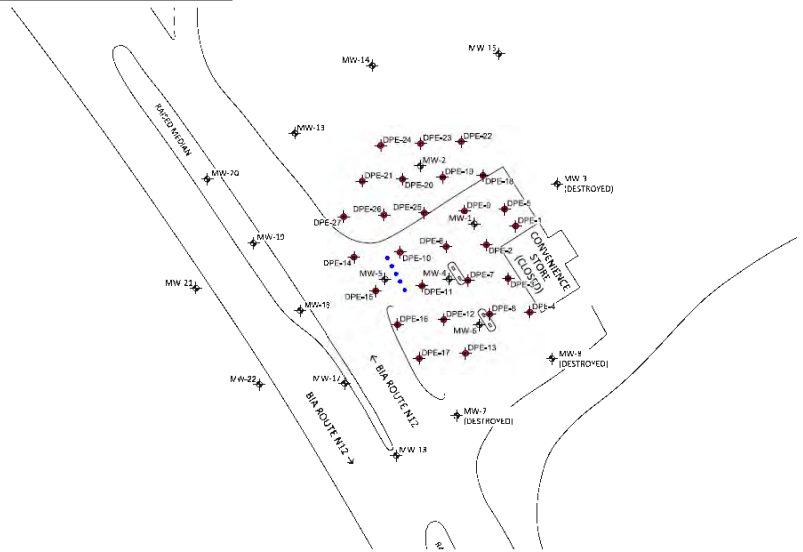 MW-15
MW-14
RAISED MEDIAN
MW-13
DPE-24
DPE-23
DPE-22
MW-2
MW-20
DPE-21
DPE-20
DPE-19
DPE-18
MW-3
(DESTROYED)
DPE-27
DPE-26
DPE-25
DPE-9
DPE-5
MW-1
DPE-1
MW-19
DPE-14
DPE-10
DPE-6
DPE-2
CONVENIENCE
STORE
(CLOSED)
MW-21
MW-5
MW-4
DPE-7
DPE-3
DPE-15
DPE-11
MW-18
DPE-16
DPE-12
DPE-8
DPE-4
MW-6
DPE-17
DPE-13
MW-8
(DESTROYED)
MW-22
MW-17
← BIA ROUTE N12
BIA ROUTE N12 →
MW-7
(DESTROYED)
RA